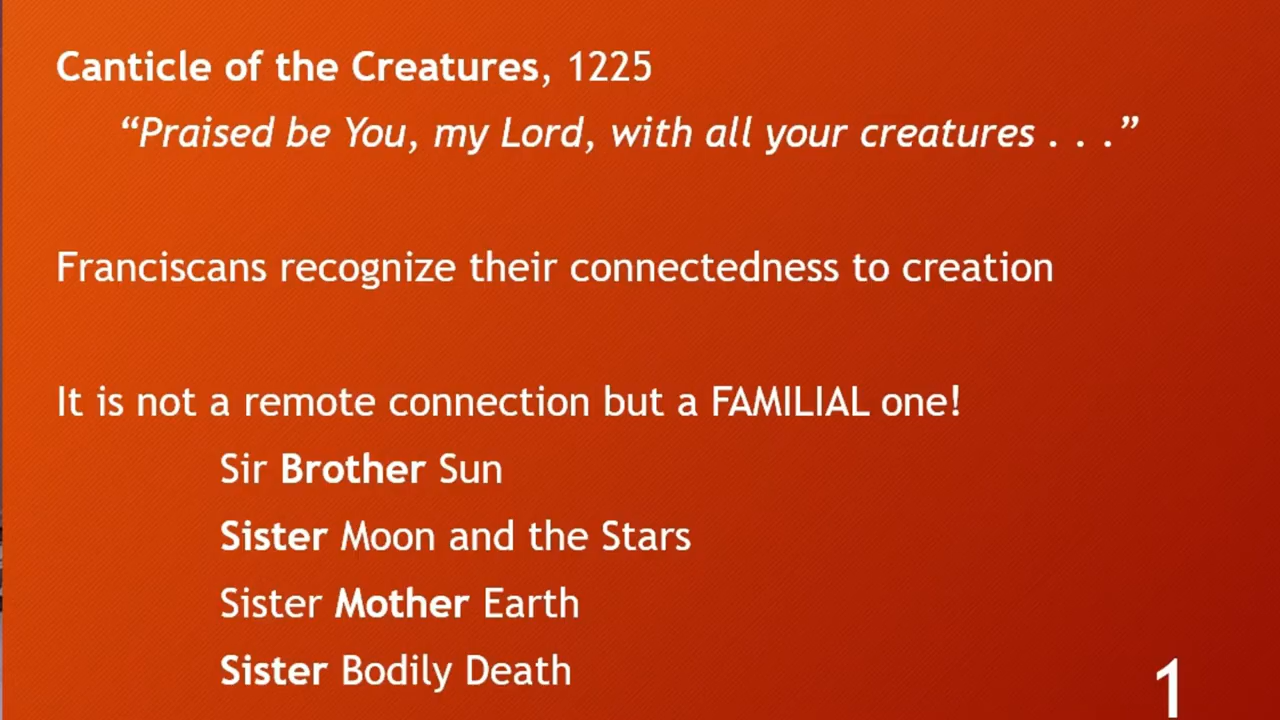 Canticle of the Creatures, 1225
“Praised be You, my Lord, with all your creatures . . .”
Franciscans recognize their connectedness to creation
It is not a remote connection but a FAMILIAL one!
Sir Brother Sun
Sister Moon and the Stars
Sister Mother Earth
Sister Bodily Death
1